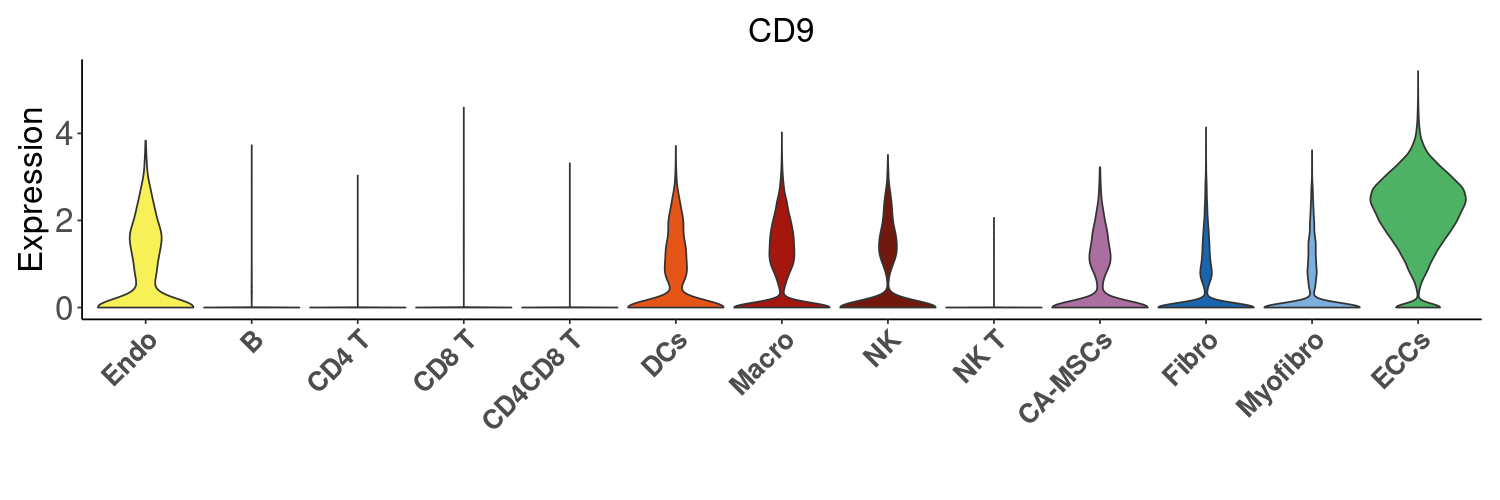 CD9
Expression
4
2
0
Endo
B
CD4 T
CD8 T
CD4CD8 T
DCs
Macro
NK
NK T
CA-MSCs
Fibro
Myofibro
ECCs